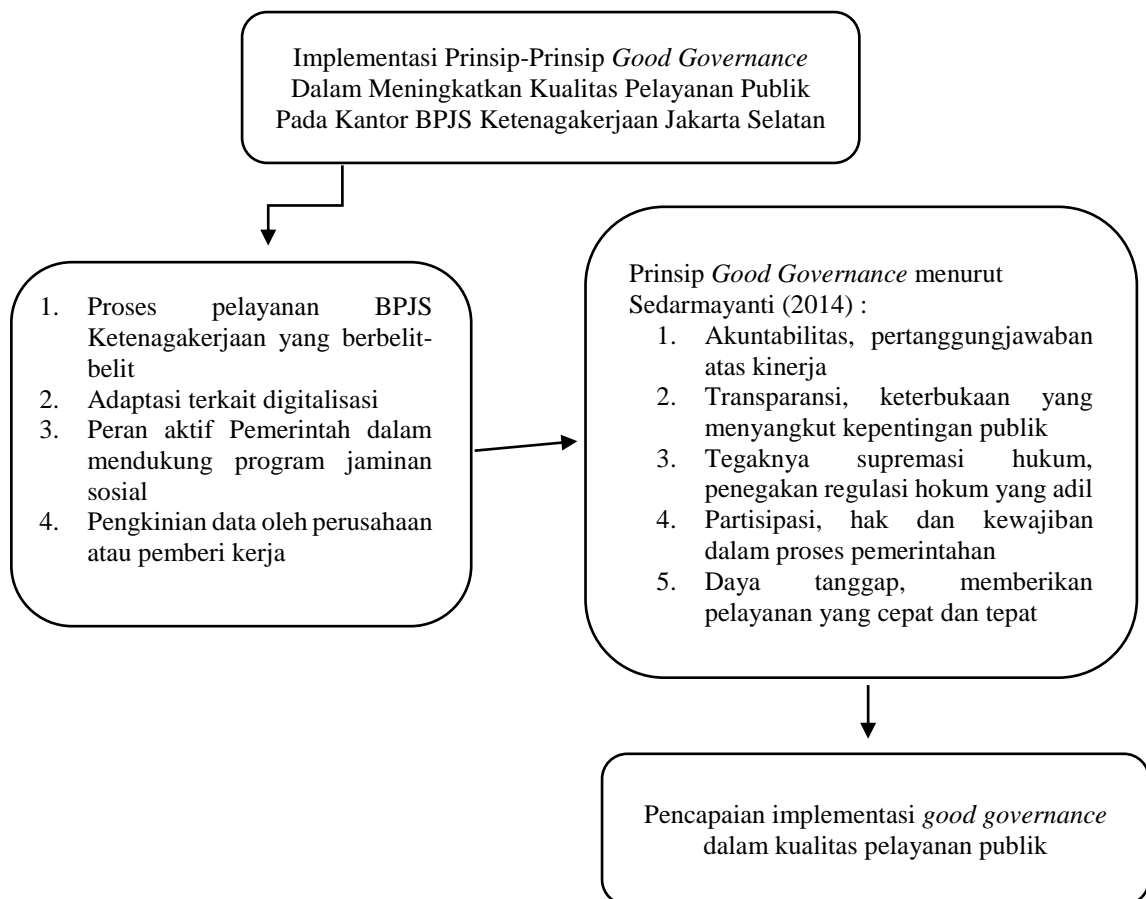 Implementasi Prinsip-Prinsip Good Governance
Dalam Meningkatkan Kualitas Pelayanan Publik
Pada Kantor BPJS Ketenagakerjaan Jakarta Selatan
1. Proses pelayanan BPJS
Ketenagakerjaan yang berbelit-
belit
2. Adaptasi terkait digitalisasi
3. Peran aktif Pemerintah dalam
mendukung program jaminan
sosial
4. Pengkinian data oleh perusahaan
atau pemberi kerja
Prinsip Good Governance menurut
Sedarmayanti (2014) :
1. Akuntabilitas, pertanggungjawaban
atas kinerja
2. Transparansi, keterbukaan yang
menyangkut kepentingan publik
3. Tegaknya supremasi hukum,
penegakan regulasi hokum yang adil
4. Partisipasi, hak dan kewajiban
dalam proses pemerintahan
5. Daya tanggap, memberikan
pelayanan yang cepat dan tepat
Pencapaian implementasi good governance
dalam kualitas pelayanan publik